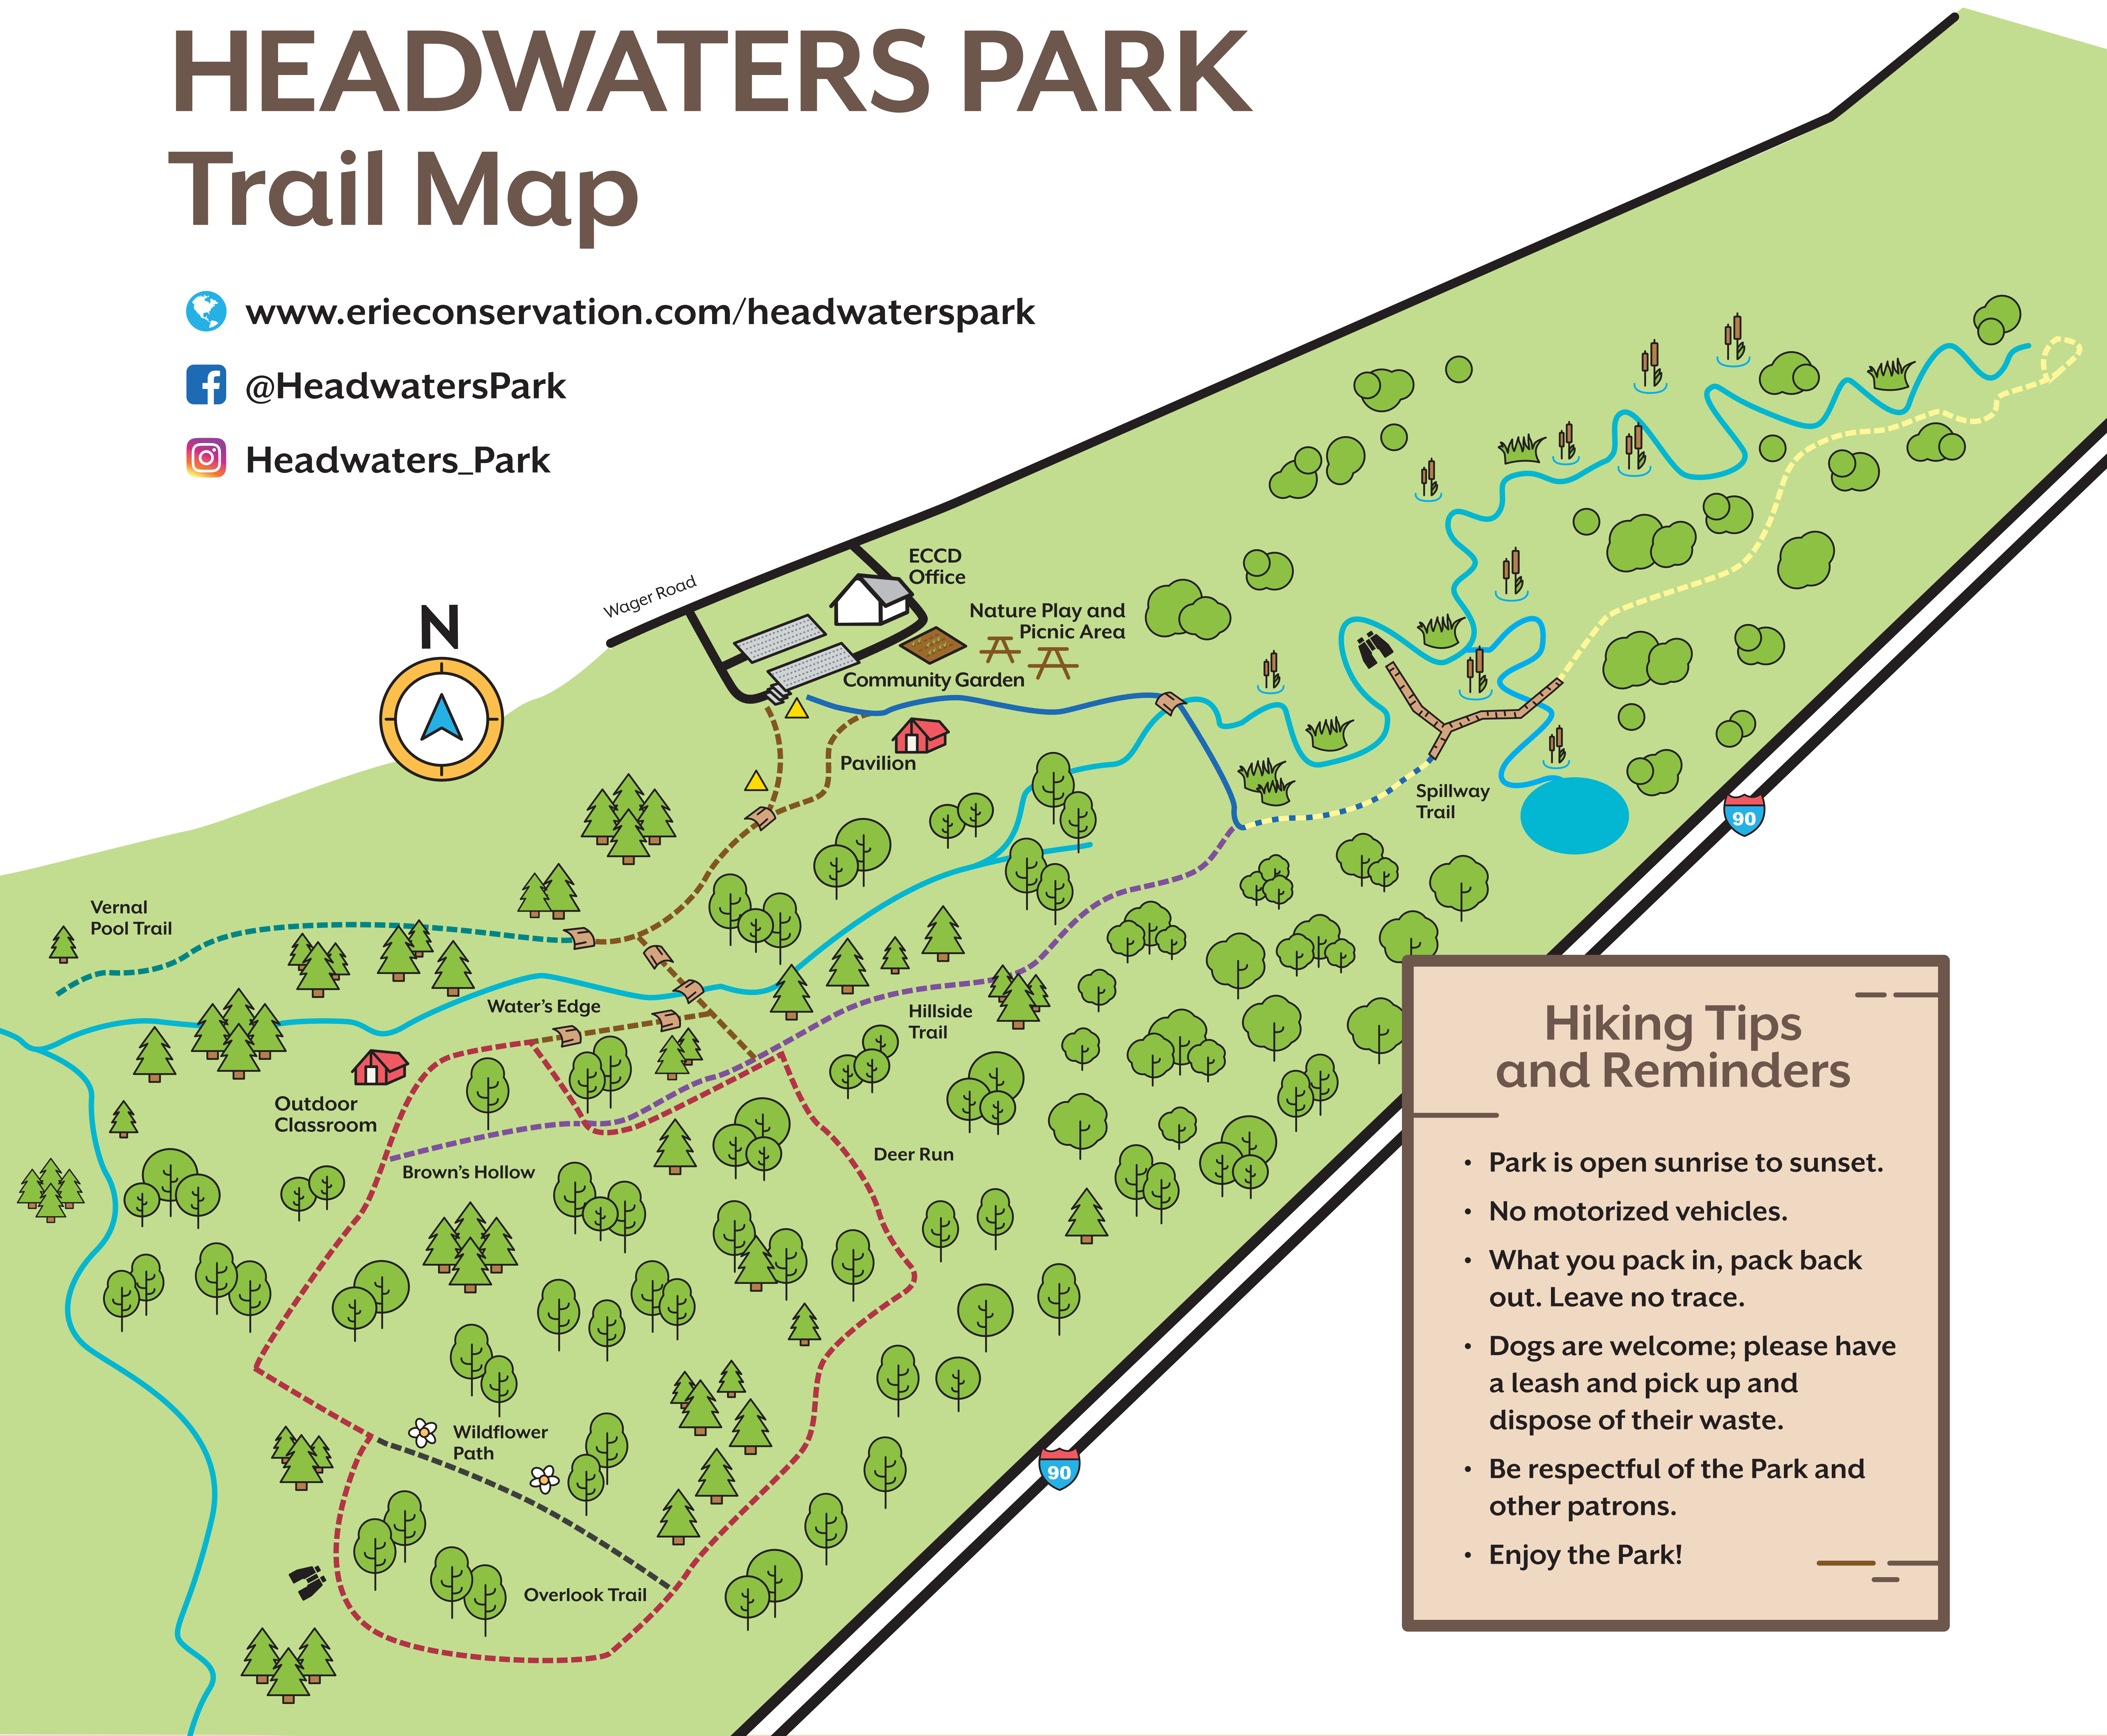 HEADWATERS PARK
Trail Map
www.erieconservation.com/headwaterspark
@HeadwatersPark
Headwaters_Park
N
Wager Road
ECCD
Office
Nature Play and
Picnic Area
Community Garden
Pavilion
Spillway
Trail
90
Vernal
Pool Trail
Water's Edge
Hillside
Trail
Outdoor
Classroom
Brown's Hollow
Deer Run
Wildflower
Path
90
Overlook Trail
Hiking Tips
and Reminders
• Park is open sunrise to sunset.
• No motorized vehicles.
• What you pack in, pack back
out. Leave no trace.
• Dogs are welcome; please have
a leash and pick up and
dispose of their waste.
• Be respectful of the Park and
other patrons.
• Enjoy the Park!